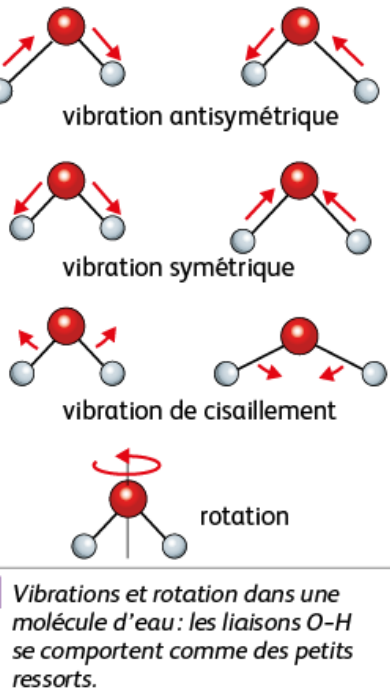 vibration antisymétrique
vibration symétrique
vibration de cisaillement
rotation
Vibrations et rotation dans une
molécule d'eau : les liaisons O–H
se comportent comme des petits
ressorts.